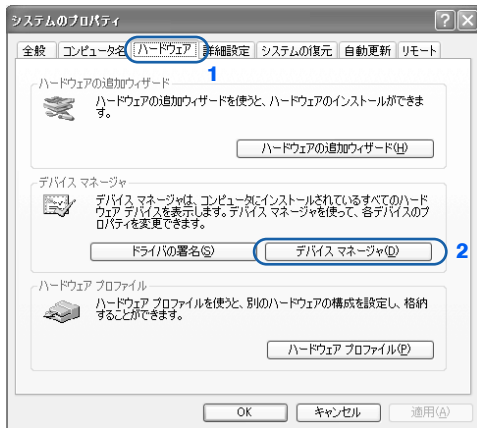 システムのプロパティ
全般 コンピュータ名 ハードウェア 詳細設定 システムの復元 自動更新 リモート
1
ハードウェアの追加ウィザード
ハードウェアの追加ウィザードを使うと、ハードウェアのインストールができま
す。
ハードウェアの追加ウィザード(H)
デバイス マネージャ
デバイス マネージャは、コンピュータにインストールされているすべてのハード
ウェア デバイスを表示します。デバイス マネージャを使って、各デバイスのプ
ロパティを変更できます。
ドライバの署名(S) デバイス マネージャ(D) 2
ハードウェア プロファイル
ハードウェア プロファイルを使うと、別のハードウェアの構成を設定し、格納
することができます。
ハードウェア プロファイル(P)
OK キャンセル 適用(A)